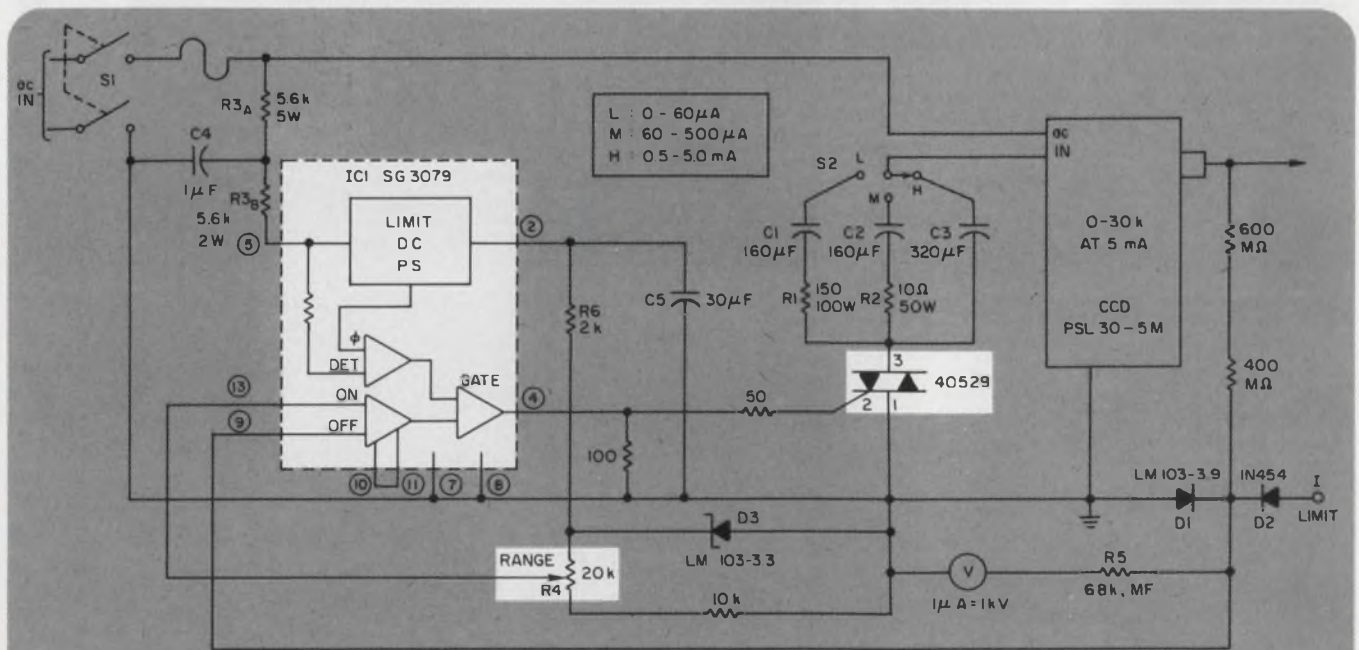 ac
IN
S1
R3A
5.6k
5W
C4
1µF
R3B
5.6k
2W
5
IC1 SG3079
LIMIT
DC
PS
2
ϕ
DET
GATE
13
ON
9
OFF
4
10
11
7
8
L : 0 - 60µA
M : 60 - 500µA
H : 0.5 - 5.0 mA
S2
L
M
H
C1
160µF
C2
160µF
C3
320µF
R1
150
100W
R2
10Ω
50W
R6
2k
C5
30µF
3
2
1
40529
50
100
ac
IN
0-30k
AT 5 mA
CCD
PSL 30-5M
600
MΩ
400
MΩ
LM 103-3.9
D1
1N454
D2
I
LIMIT
D3
LM 103-3.3
RANGE
R4
20k
10k
V
1µA = 1kV
R5
68k, MF